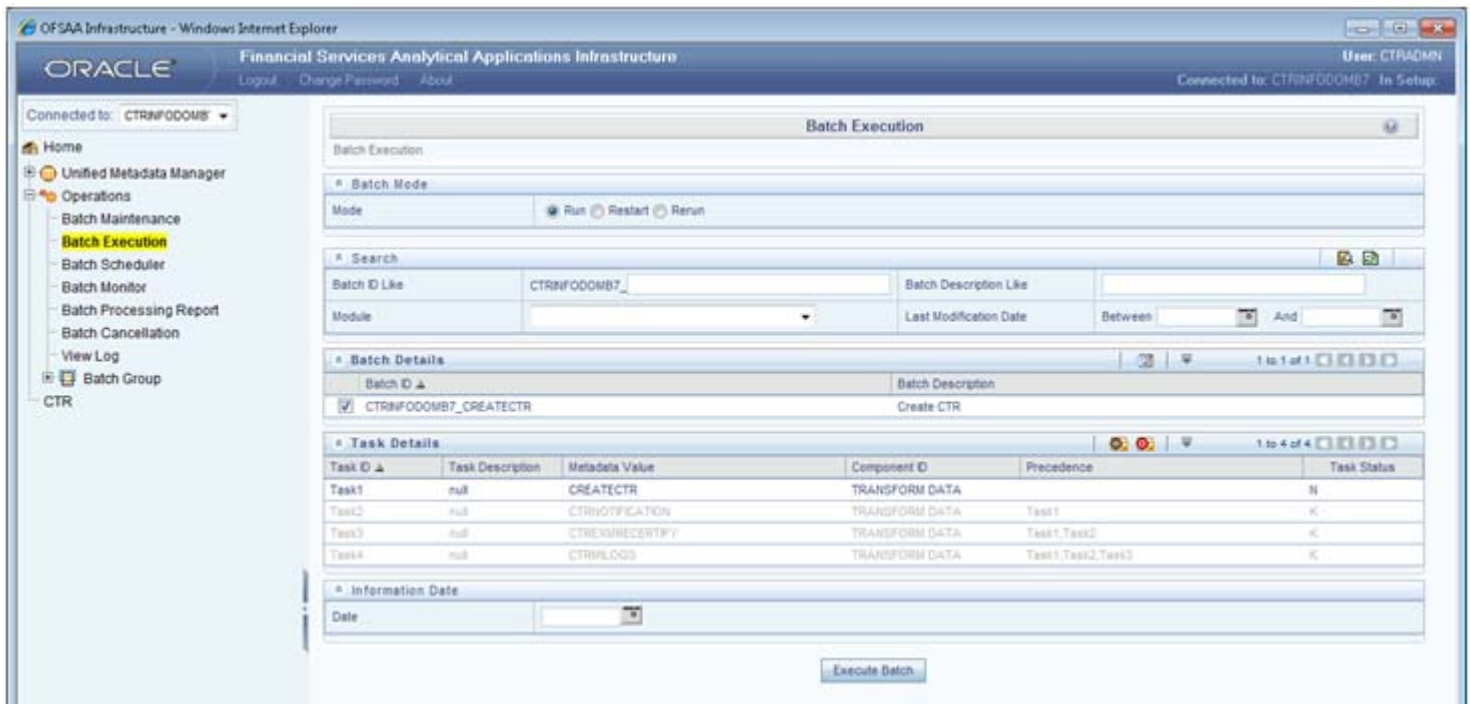 OFSAA Infrastructure - Windows Internet Explorer
ORACLE
Financial Services Analytical Applications Infrastructure
User: CTRADMN
Logout Change Password About
Connected to: CTRINFODOMB7 In Setup:
Connected to: CTRINFODOMB
Home
Unified Metadata Manager
Operations
Batch Maintenance
Batch Execution
Batch Scheduler
Batch Monitor
Batch Processing Report
Batch Cancellation
View Log
Batch Group
CTR
Batch Execution
Batch Execution
Batch Mode
Mode Run Restart Rerun
Search
Batch ID Like CTRINFODOMB7_ Batch Description Like
Module Last Modification Date Between And
Batch Details 1 to 1 of 1
Batch ID Batch Description
CTRINFODOMB7_CREATECTR Create CTR
Task Details 1 to 4 of 4
Task ID Task Description Metadata Value Component ID Precedence Task Status
Task1 null CREATECTR TRANSFORM DATA N
Task2 null CTRNOTIFICATION TRANSFORM DATA Task1 K
Task3 null CTREXMRECERTIFY TRANSFORM DATA Task1,Task2 K
Task4 null TRANSFORM DATA Task1,Task2,Task3 K
Information Date
Date
Execute Batch